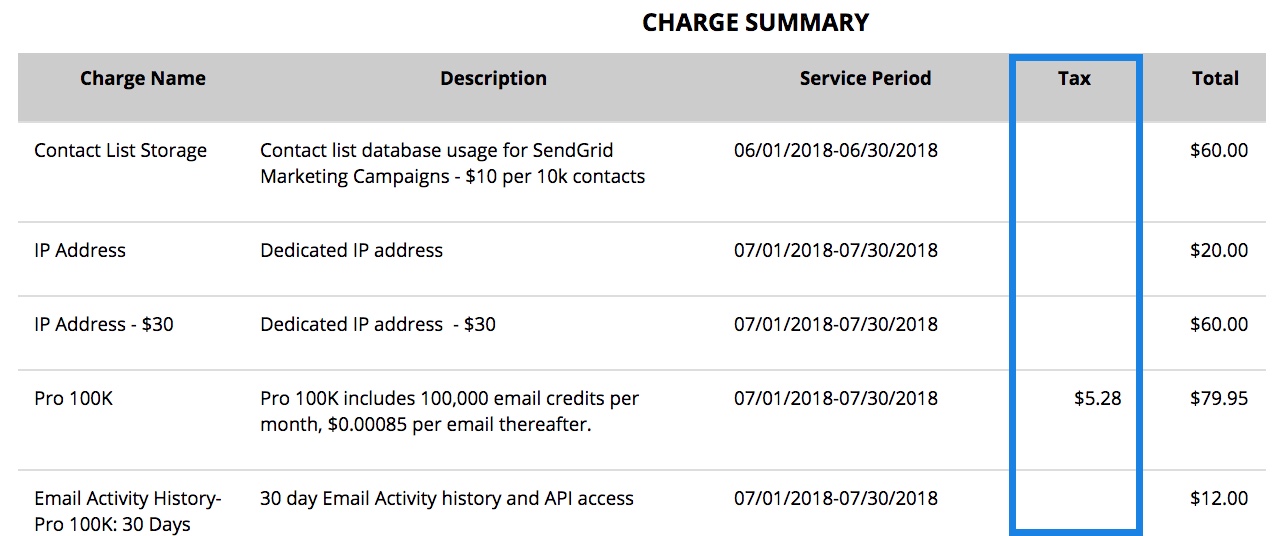 CHARGE SUMMARY
Charge Name Description Service Period Tax Total
Contact List Storage Contact list database usage for SendGrid 06/01/2018-06/30/2018 $60.00
Marketing Campaigns - $10 per 10k contacts
IP Address Dedicated IP address 07/01/2018-07/30/2018 $20.00
IP Address - $30 Dedicated IP address  - $30 07/01/2018-07/30/2018 $60.00
Pro 100K Pro 100K includes 100,000 email credits per 07/01/2018-07/30/2018 $5.28 $79.95
month, $0.00085 per email thereafter.
Email Activity History- 30 day Email Activity history and API access 07/01/2018-07/30/2018 $12.00
Pro 100K: 30 Days